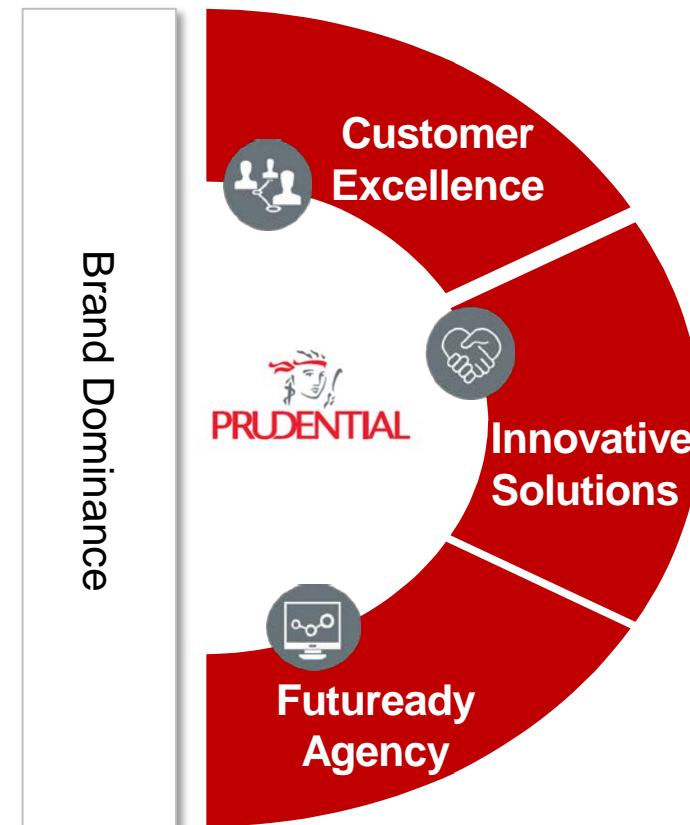 Brand Dominance
Customer
Excellence
PRUDENTIAL
Innovative
Solutions
Futuready
Agency